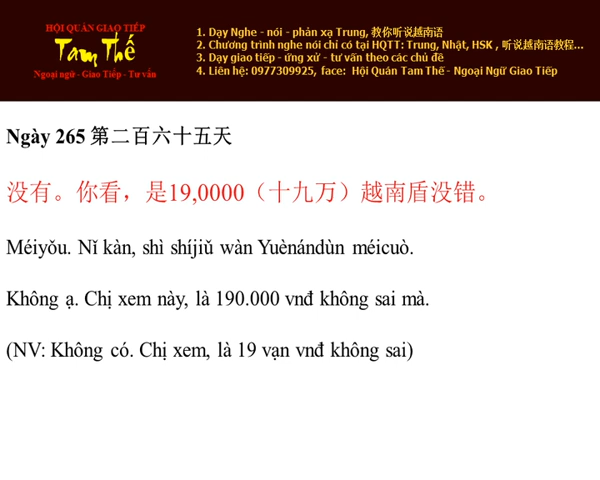 HỘI QUÁN GIAO TIẾP
Tam Thế
Ngoại ngữ - Giao Tiếp - Tư vấn
1. Dạy Nghe - nói - phản xạ Trung, 教你听说越南语
2. Chương trình nghe nói chỉ có tại HQTT: Trung, Nhật, HSK , 听说越南语教程...
3. Dạy giao tiếp - ứng xử - tư vấn theo các chủ đề
4. Liên hệ: 0977309925, face: Hội Quán Tam Thế - Ngoại Ngữ Giao Tiếp
Ngày 265 第二百六十五天
没有。你看，是19,0000（十九万）越南盾没错。
Méiyǒu. Nǐ kàn, shì shíjiǔ wàn Yuènándùn méicuò.
Không ạ. Chị xem này, là 190.000 vnđ không sai mà.
(NV: Không có. Chị xem, là 19 vạn vnđ không sai)